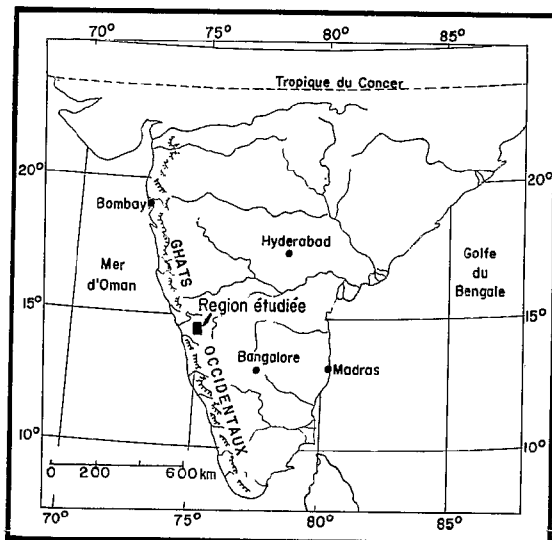 70° 75° 80° 85°
Tropique du Concer
20° 20°
Bombay
Hyderabad
GHATS
Mer
d'Oman
Golfe
du
Bengale
15° 15°
Region étudiée
OCCIDENTAUX
Bangalore
Madras
10° 10°
0 200 600 km
70° 75° 80° 85°